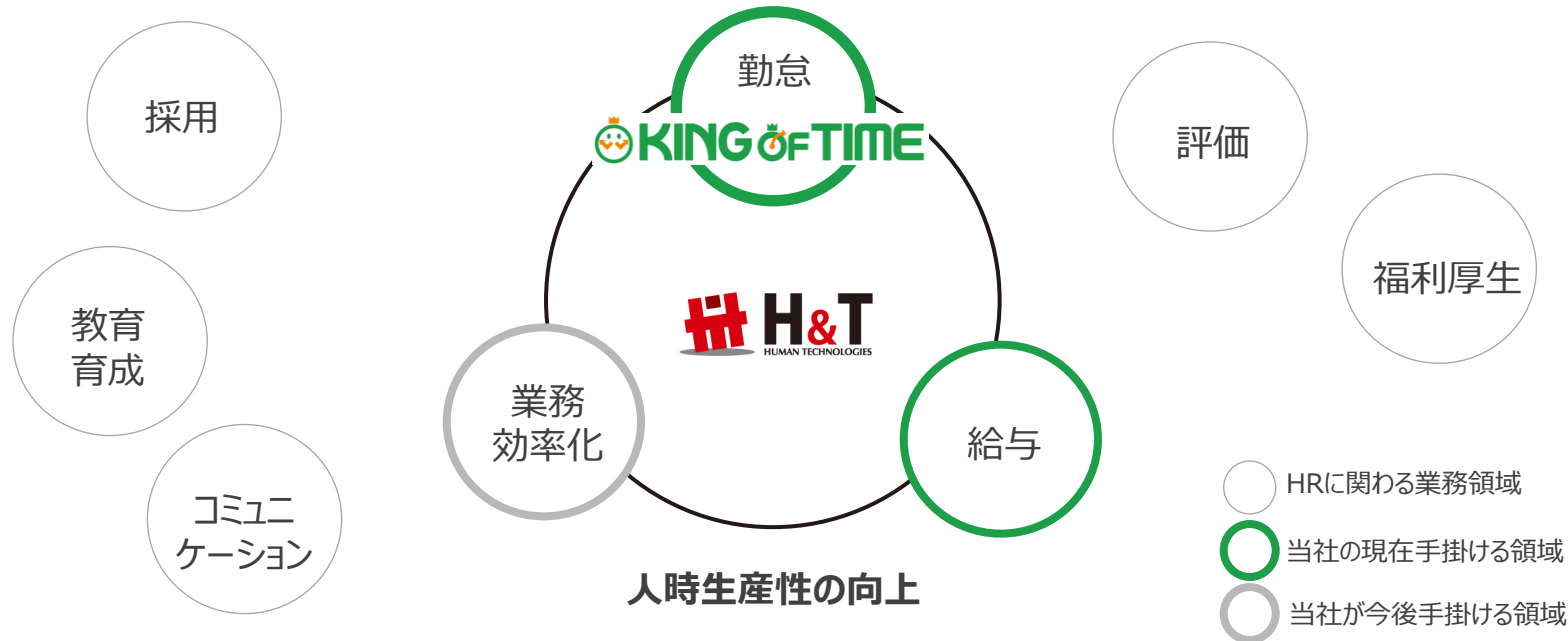 採用
教育
育成
コミュニ
ケーション
勤怠
KING OF TIME
H&T
HUMAN TECHNOLOGIES
業務
効率化
給与
人時生産性の向上
評価
福利厚生
HRに関わる業務領域
当社の現在手掛ける領域
当社が今後手掛ける領域